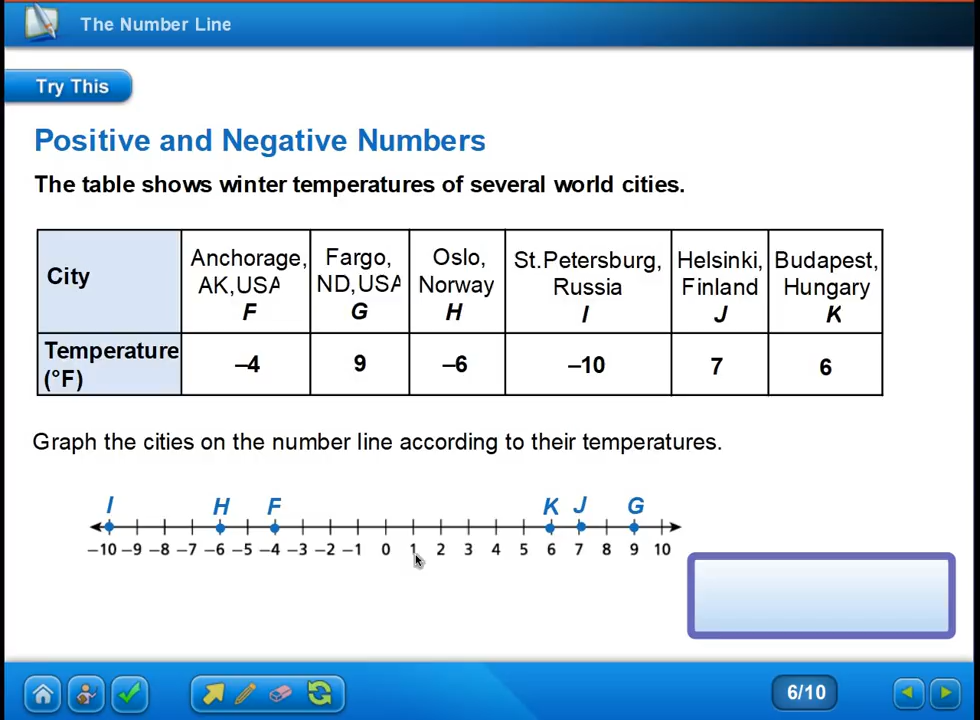 The Number Line
Try This
Positive and Negative Numbers
The table shows winter temperatures of several world cities.
City
Anchorage,
AK,USA
F
Fargo,
ND,USA
G
Oslo,
Norway
H
St.Petersburg,
Russia
I
Helsinki,
Finland
J
Budapest,
Hungary
K
Temperature
(°F)
–4
9
–6
–10
7
6
Graph the cities on the number line according to their temperatures.
I H F K J G
–10 –9 –8 –7 –6 –5 –4 –3 –2 –1 0 1 2 3 4 5 6 7 8 9 10
6/10